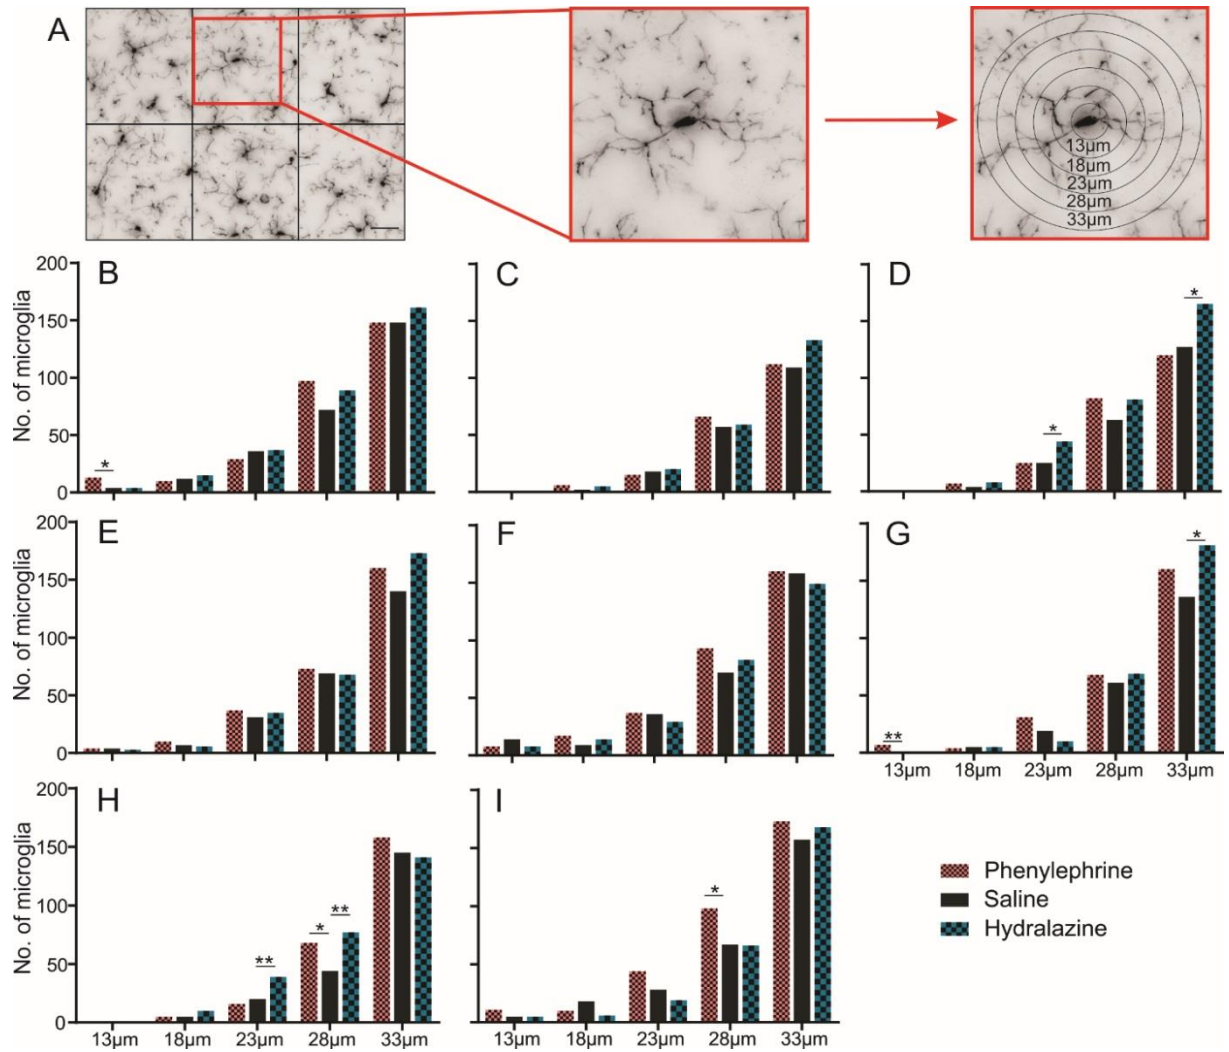 A
13µm
18µm
23µm
28µm
33µm
B
C
D
No. of microglia
200
150
100
50
0
*
*
*
E
F
G
No. of microglia
200
150
100
50
0
**
*
13µm 18µm 23µm 28µm 33µm
H
I
No. of microglia
200
150
100
50
0
**
*
**
*
13µm 18µm 23µm 28µm 33µm
13µm 18µm 23µm 28µm 33µm
Phenylephrine
Saline
Hydralazine